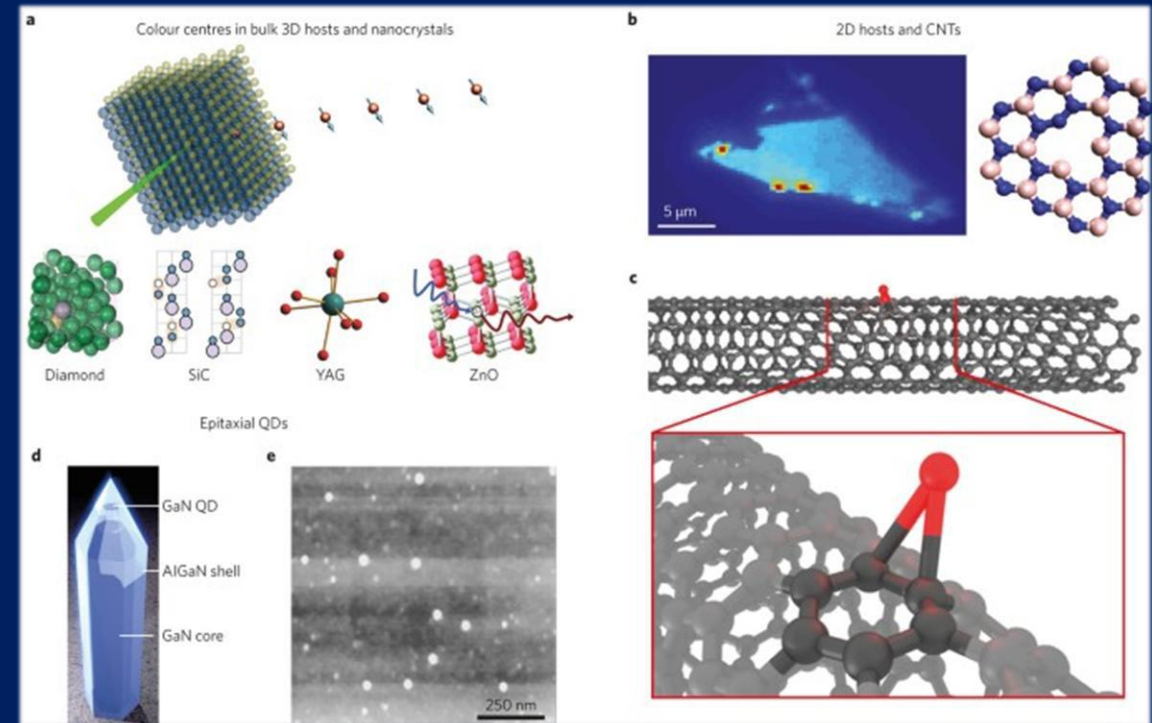 a
Colour centres in bulk 3D hosts and nanocrystals
Diamond
SiC
YAG
ZnO
b
2D hosts and CNTs
5 μm
c
Epitaxial QDs
d
GaN QD
AlGaN shell
GaN core
e
250 nm